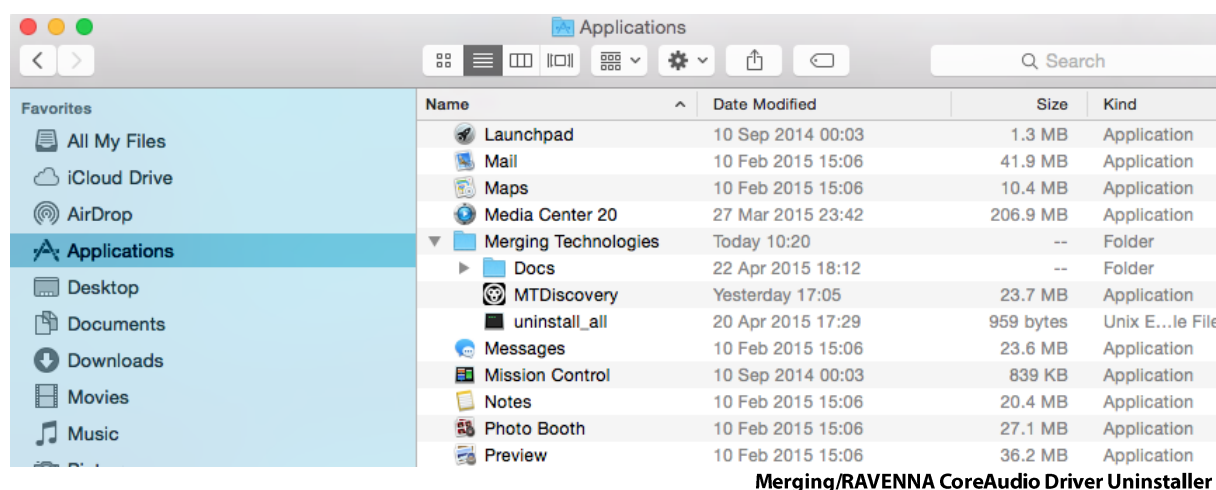 Applications
Search
Favorites
All My Files
iCloud Drive
AirDrop
Applications
Desktop
Documents
Downloads
Movies
Music
Name Date Modified Size Kind
Launchpad 10 Sep 2014 00:03 1.3 MB Application
Mail 10 Feb 2015 15:06 41.9 MB Application
Maps 10 Feb 2015 15:06 10.4 MB Application
Media Center 20 27 Mar 2015 23:42 206.9 MB Application
Merging Technologies Today 10:20 -- Folder
Docs 22 Apr 2015 18:12 -- Folder
MTDiscovery Yesterday 17:05 23.7 MB Application
uninstall_all 20 Apr 2015 17:29 959 bytes Unix E...le File
Messages 10 Feb 2015 15:06 23.6 MB Application
Mission Control 10 Sep 2014 00:03 839 KB Application
Notes 10 Feb 2015 15:06 20.4 MB Application
Photo Booth 10 Feb 2015 15:06 27.1 MB Application
Preview 10 Feb 2015 15:06 36.2 MB Application
Merging/RAVENNA CoreAudio Driver Uninstaller